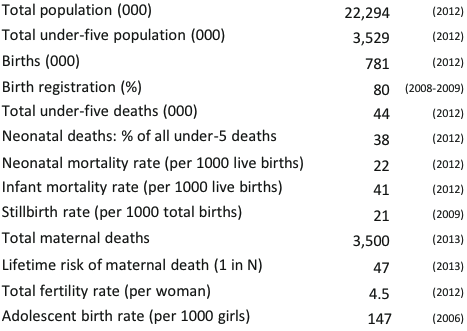 Total population (000) 22,294 (2012)
Total under-five population (000) 3,529 (2012)
Births (000) 781 (2012)
Birth registration (%) 80 (2008-2009)
Total under-five deaths (000) 44 (2012)
Neonatal deaths: % of all under-5 deaths 38 (2012)
Neonatal mortality rate (per 1000 live births) 22 (2012)
Infant mortality rate (per 1000 live births) 41 (2012)
Stillbirth rate (per 1000 total births) 21 (2009)
Total maternal deaths 3,500 (2013)
Lifetime risk of maternal death (1 in N) 47 (2013)
Total fertility rate (per woman) 4.5 (2012)
Adolescent birth rate (per 1000 girls) 147 (2006)